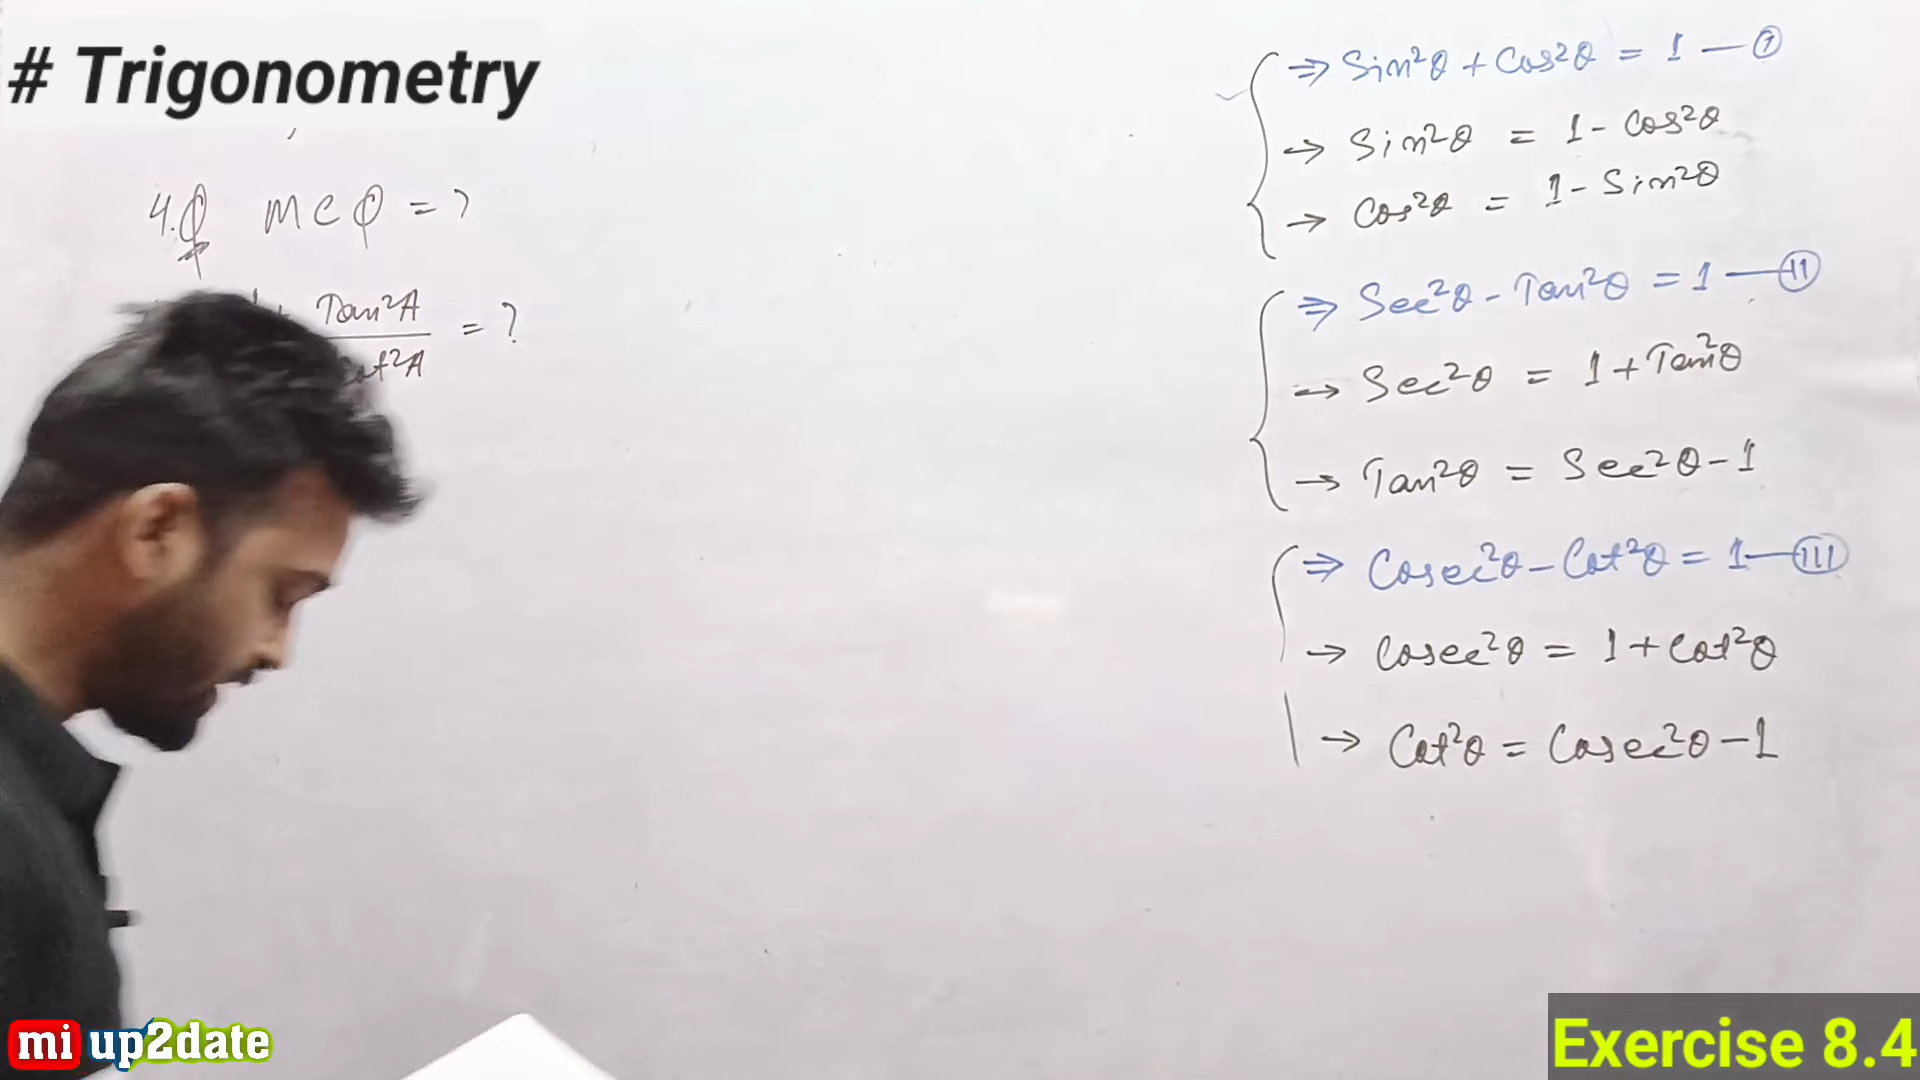 # Trigonometry
4.Q MCQ = ?
+ Tan²A = ?
Cot²A
⇒ Sin²θ + Cos²θ = 1 — I
→ Sin²θ = 1 - Cos²θ
→ Cos²θ = 1 - Sin²θ
⇒ Sec²θ - Tan²θ = 1 — II
→ Sec²θ = 1 + Tan²θ
→ Tan²θ = Sec²θ - 1
⇒ Cosec²θ - Cot²θ = 1 — III
→ Cosec²θ = 1 + Cot²θ
→ Cot²θ = Cosec²θ - 1
mi up2date
Exercise 8.4